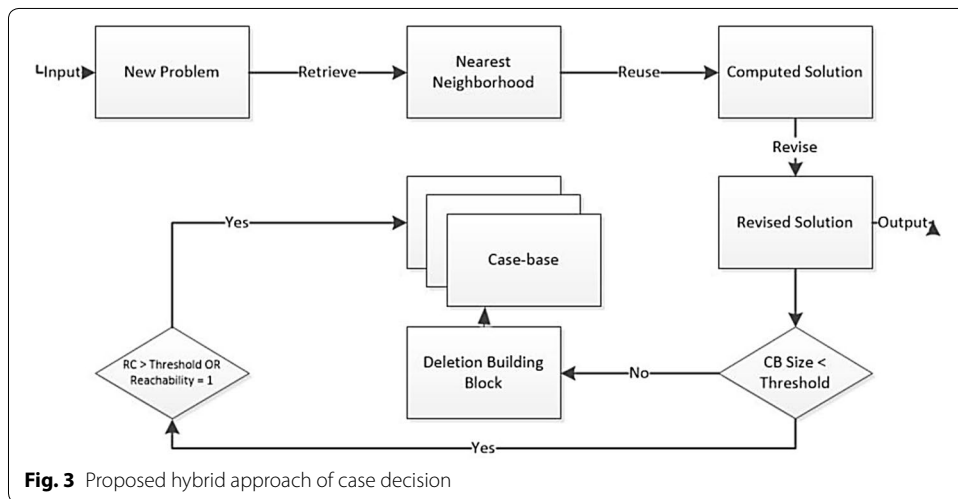 Input
New Problem
Retrieve
Nearest
Neighborhood
Reuse
Computed Solution
Revise
Revised Solution
Output
Yes
Case-base
RC > Threshold OR
Reachability = 1
Deletion Building
Block
No
CB Size <
Threshold
Yes
Fig. 3 Proposed hybrid approach of case decision